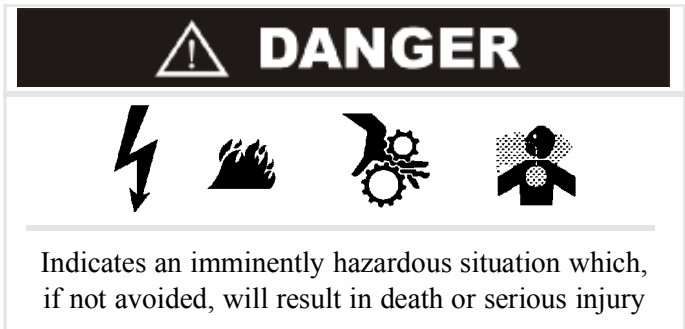 DANGER
Indicates an imminently hazardous situation which,
if not avoided, will result in death or serious injury